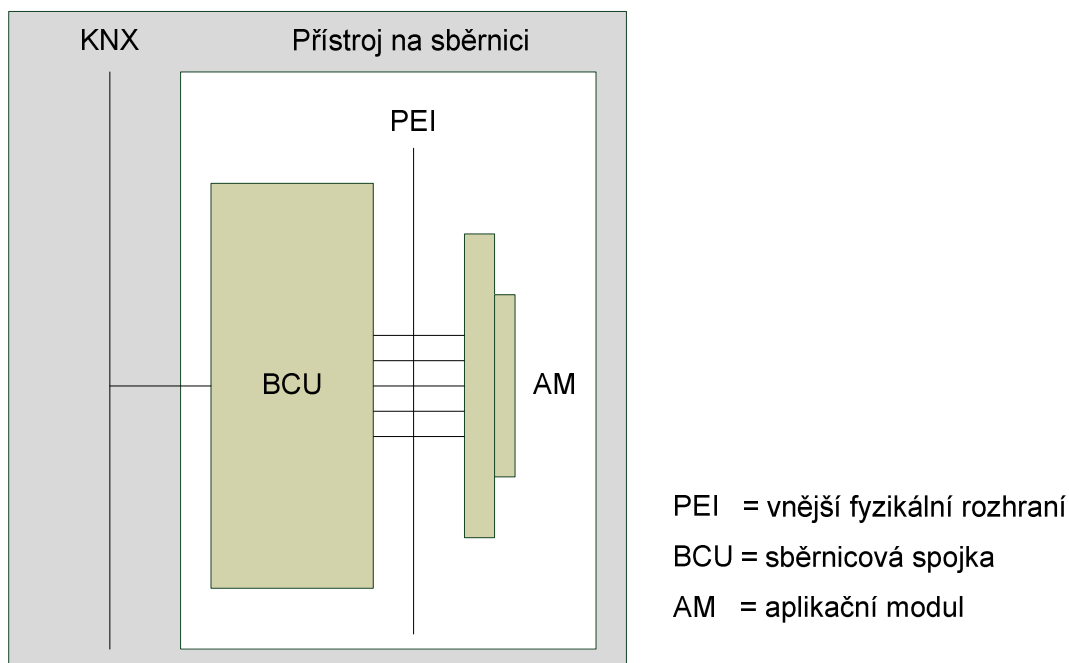 KNX
Přístroj na sběrnici
PEI
BCU
AM
PEI = vnější fyzikální rozhraní
BCU = sběrnicová spojka
AM = aplikační modul